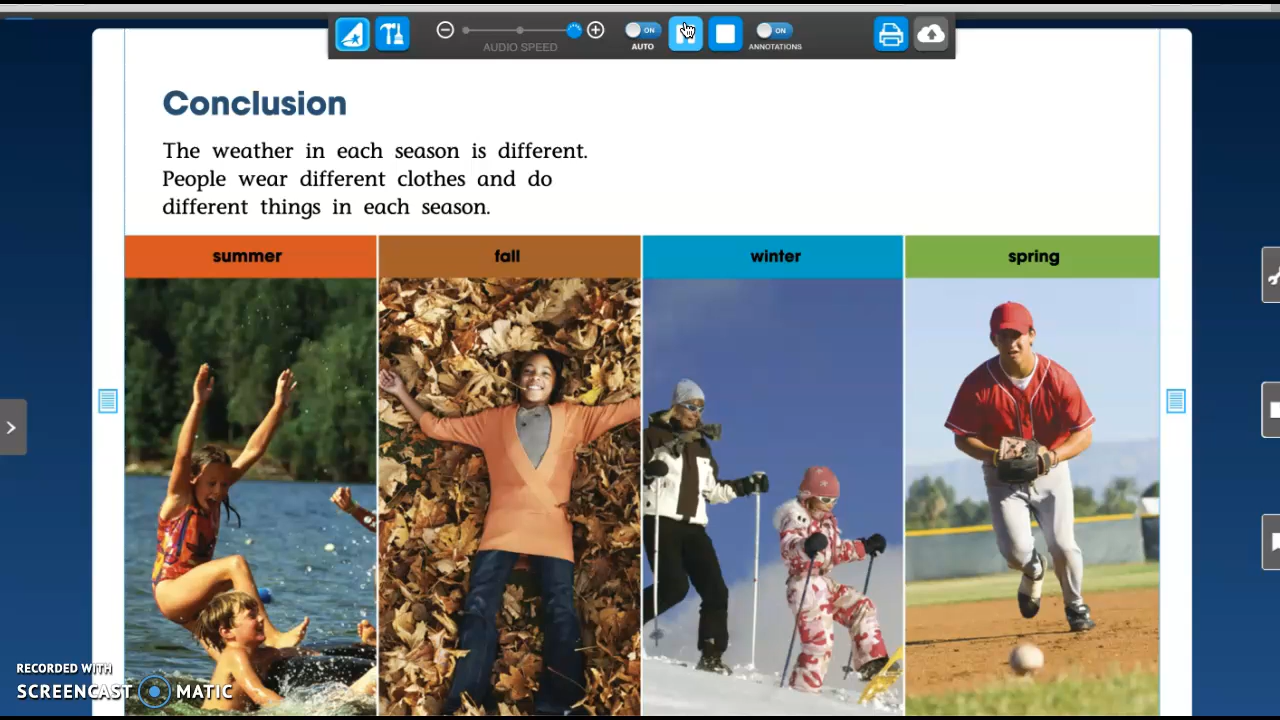 AUDIO SPEED
ON
AUTO
ON
ANNOTATIONS
Conclusion
The weather in each season is different.
People wear different clothes and do
different things in each season.
summer
fall
winter
spring
RECORDED WITH
SCREENCAST MATIC